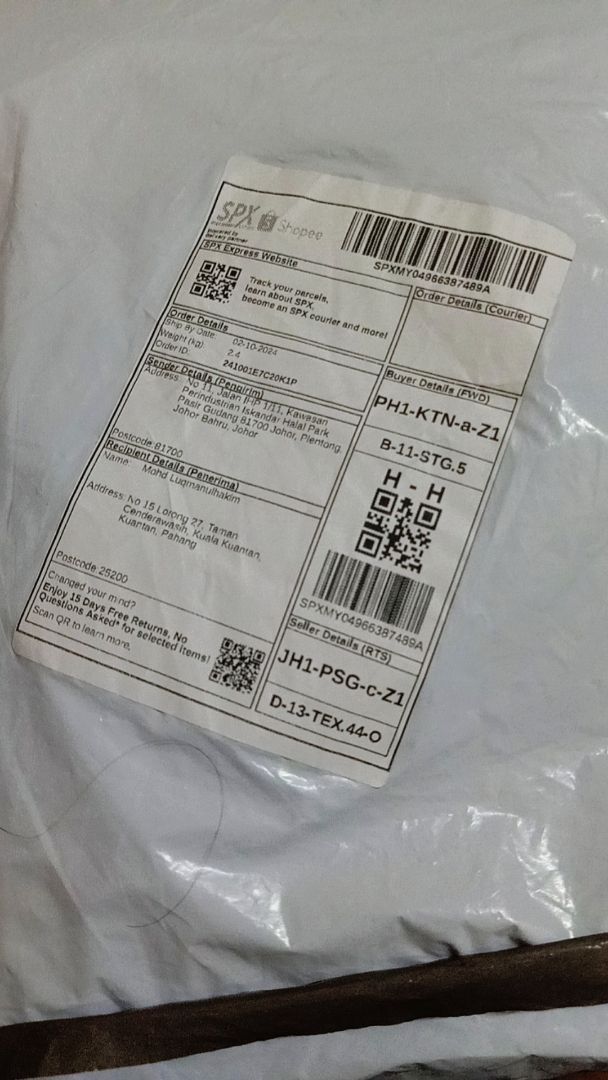 SPX
Shopee
powered by
delivery partner
SPXMY04966387489A
SPX Express Website
Track your parcels,
learn about SPX,
become an SPX courier and more!
Order Details (Courier)
Order Details
Ship By Date: 02-10-2024
Weight (kg): 2.4
Order ID: 241001E7C20K1P
Sender Details (Pengirim)
Address: No 11, Jalan IHP 1/11, Kawasan
Perindustrian Iskandar Halal Park
Pasir Gudang 81700 Johor, Plentong,
Johor Bahru, Johor
Postcode:81700
Recipient Details (Penerima)
Name: Mohd Luqmanulhakim
Address: No 15 Lorong 27, Taman
Cenderawasih, Kuala Kuantan,
Kuantan, Pahang
Postcode:25200
Changed your mind?
Enjoy 15 Days Free Returns, No
Questions Asked* for selected items!
Scan QR to learn more.
Buyer Details (FWD)
PH1-KTN-a-Z1
B-11-STG.5
H - H
SPXMY04966387489A
Seller Details (RTS)
JH1-PSG-c-Z1
D-13-TEX.44-O